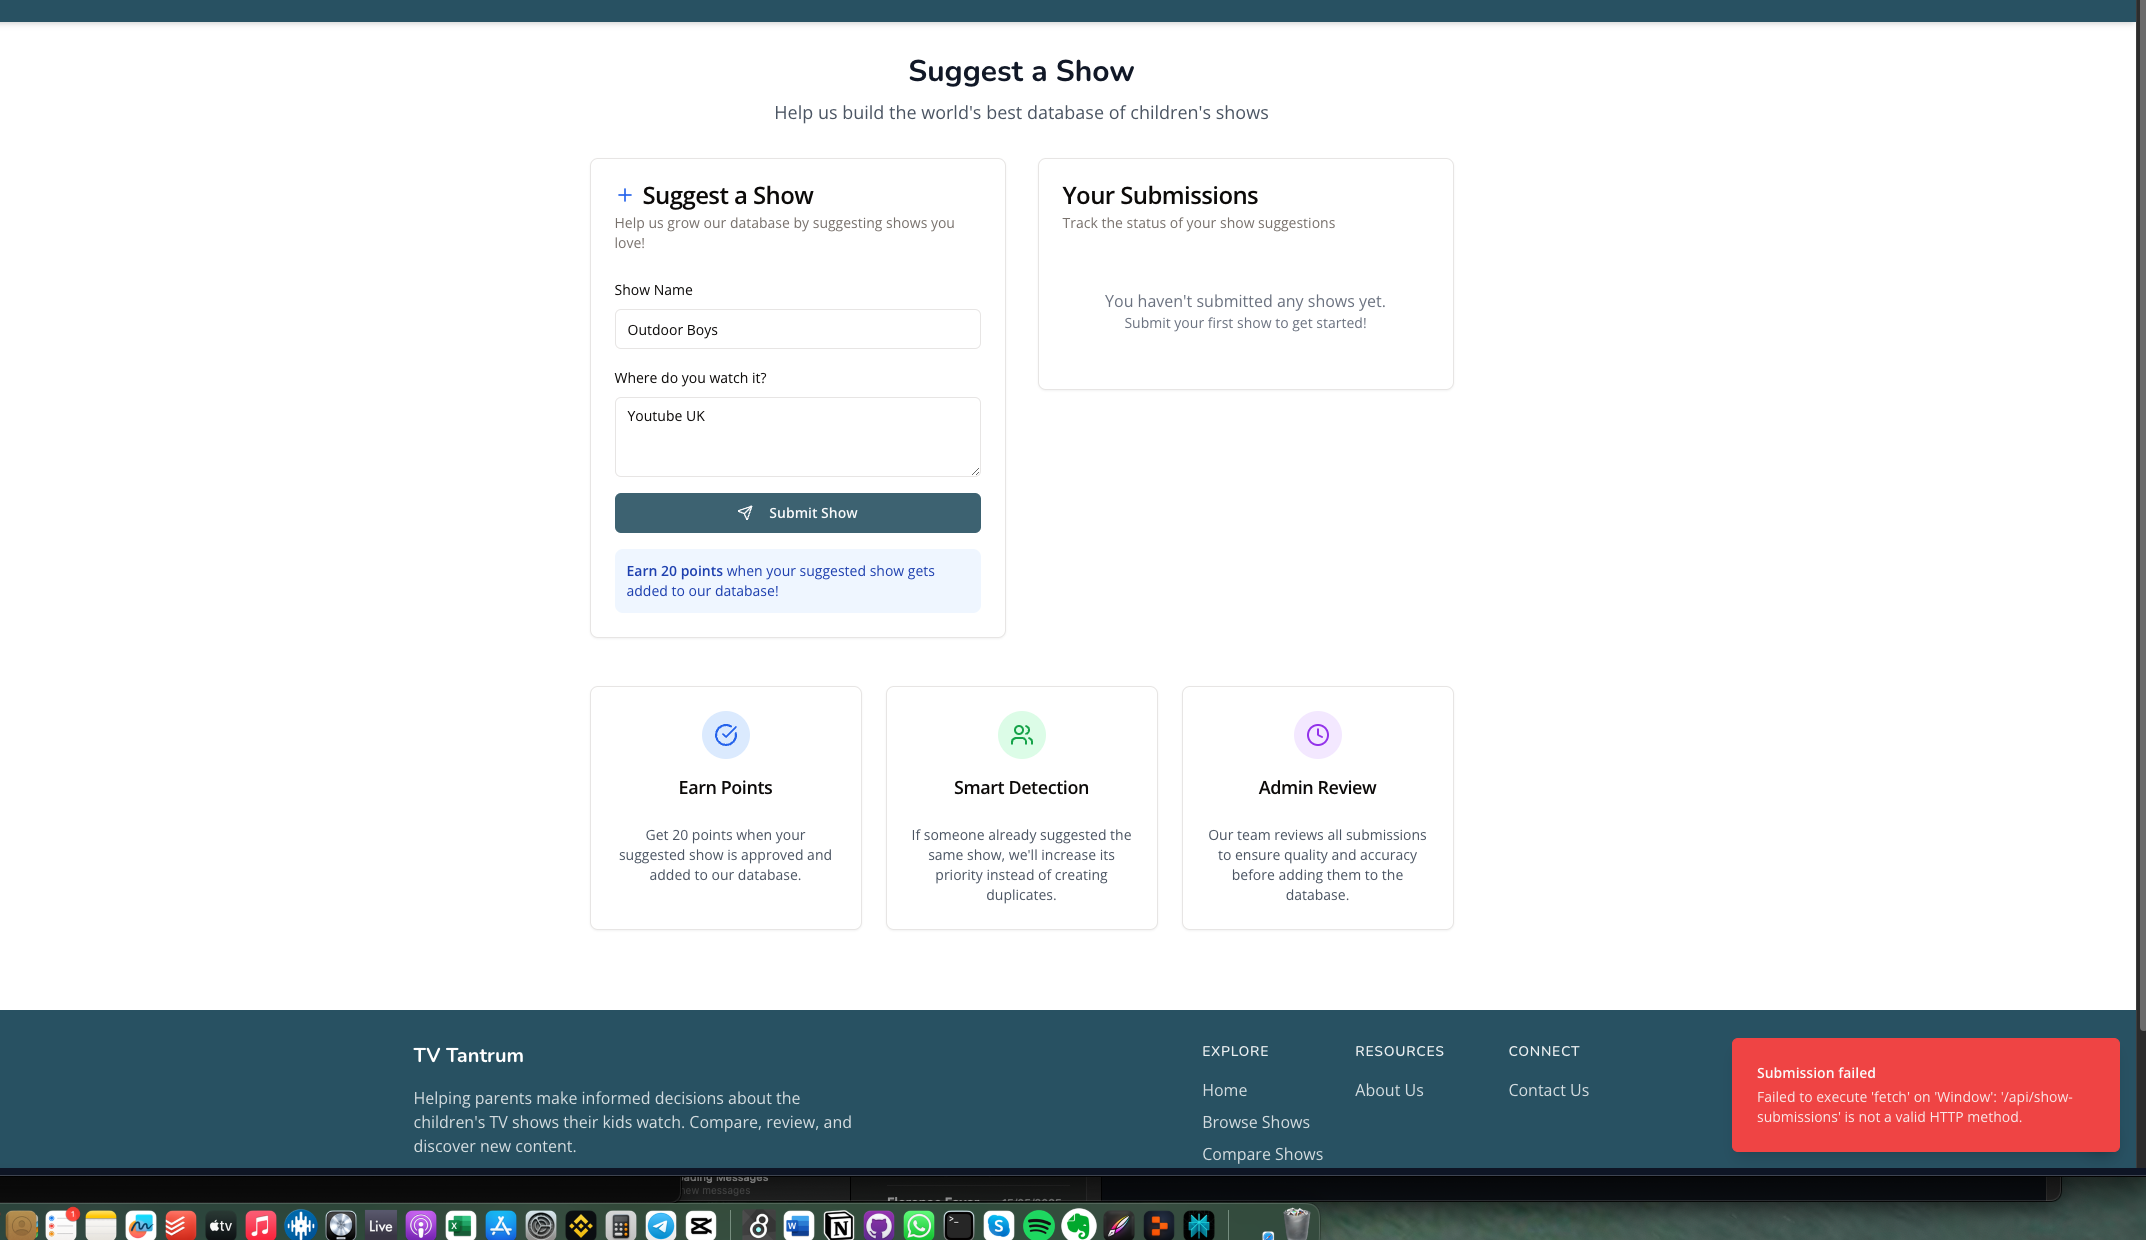 Suggest a Show
Help us build the world's best database of children's shows
Suggest a Show
Help us grow our database by suggesting shows you
love!
Show Name
Outdoor Boys
Where do you watch it?
Youtube UK
Submit Show
Earn 20 points when your suggested show gets
added to our database!
Your Submissions
Track the status of your show suggestions
You haven't submitted any shows yet.
Submit your first show to get started!
Earn Points
Get 20 points when your
suggested show is approved and
added to our database.
Smart Detection
If someone already suggested the
same show, we'll increase its
priority instead of creating
duplicates.
Admin Review
Our team reviews all submissions
to ensure quality and accuracy
before adding them to the
database.
TV Tantrum
Helping parents make informed decisions about the
children's TV shows their kids watch. Compare, review, and
discover new content.
EXPLORE
Home
Browse Shows
Compare Shows
RESOURCES
About Us
CONNECT
Contact Us
Submission failed
Failed to execute 'fetch' on 'Window': '/api/show-
submissions' is not a valid HTTP method.
Messages
new messages
1
tv
Live